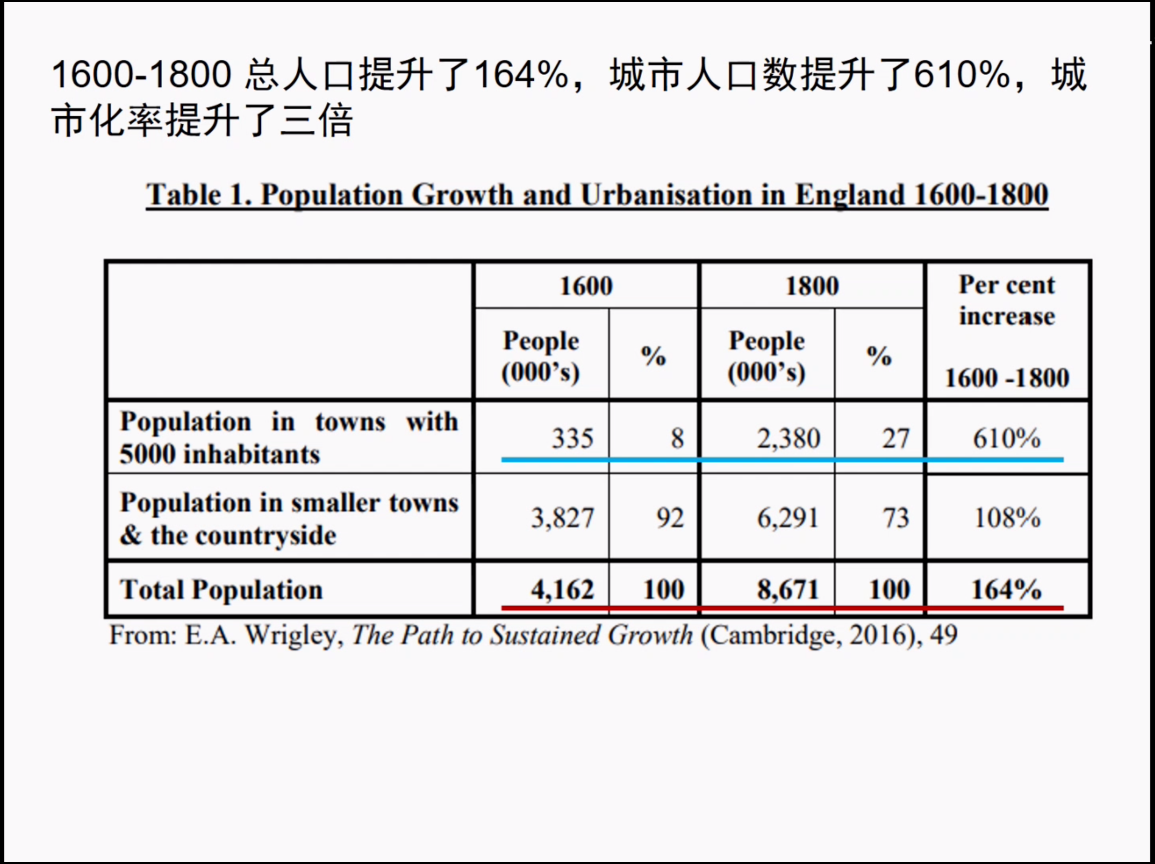 1600-1800 总人口提升了164%，城市人口数提升了610%，城
市化率提升了三倍
Table 1. Population Growth and Urbanisation in England 1600-1800
1600 1800 Per cent
increase
1600 -1800
People
(000’s) % People
(000’s) %
Population in towns with
5000 inhabitants 335 8 2,380 27 610%
Population in smaller towns
& the countryside 3,827 92 6,291 73 108%
Total Population 4,162 100 8,671 100 164%
From: E.A. Wrigley, The Path to Sustained Growth (Cambridge, 2016), 49